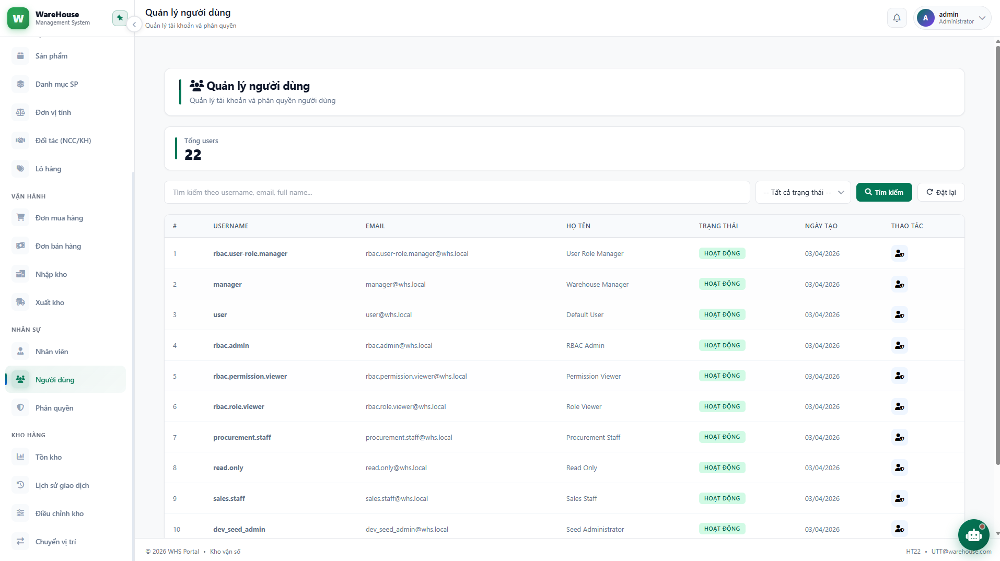 W
WareHouse
Management System
Quản lý người dùng
Quản lý tài khoản và phân quyền
A
admin
Administrator
Sản phẩm
Danh mục SP
Đơn vị tính
Đối tác (NCC/KH)
Lô hàng
VẬN HÀNH
Đơn mua hàng
Đơn bán hàng
Nhập kho
Xuất kho
NHÂN SỰ
Nhân viên
Người dùng
Phân quyền
KHO HÀNG
Tồn kho
Lịch sử giao dịch
Điều chỉnh kho
Chuyển vị trí
Quản lý người dùng
Quản lý tài khoản và phân quyền người dùng
Tổng users
22
Tìm kiếm theo username, email, full name...
-- Tất cả trạng thái --
Tìm kiếm
Đặt lại
# USERNAME EMAIL HỌ TÊN TRẠNG THÁI NGÀY TẠO THAO TÁC
1 rbac.user-role.manager rbac.user-role.manager@whs.local User Role Manager HOẠT ĐỘNG 03/04/2026
2 manager manager@whs.local Warehouse Manager HOẠT ĐỘNG 03/04/2026
3 user user@whs.local Default User HOẠT ĐỘNG 03/04/2026
4 rbac.admin rbac.admin@whs.local RBAC Admin HOẠT ĐỘNG 03/04/2026
5 rbac.permission.viewer rbac.permission.viewer@whs.local Permission Viewer HOẠT ĐỘNG 03/04/2026
6 rbac.role.viewer rbac.role.viewer@whs.local Role Viewer HOẠT ĐỘNG 03/04/2026
7 procurement.staff procurement.staff@whs.local Procurement Staff HOẠT ĐỘNG 03/04/2026
8 read.only read.only@whs.local Read Only HOẠT ĐỘNG 03/04/2026
9 sales.staff sales.staff@whs.local Sales Staff HOẠT ĐỘNG 03/04/2026
10 dev_seed_admin dev_seed_admin@whs.local Seed Administrator HOẠT ĐỘNG 03/04/2026
© 2026 WHS Portal • Kho vận số
HT22 • UTT@warehouse.com